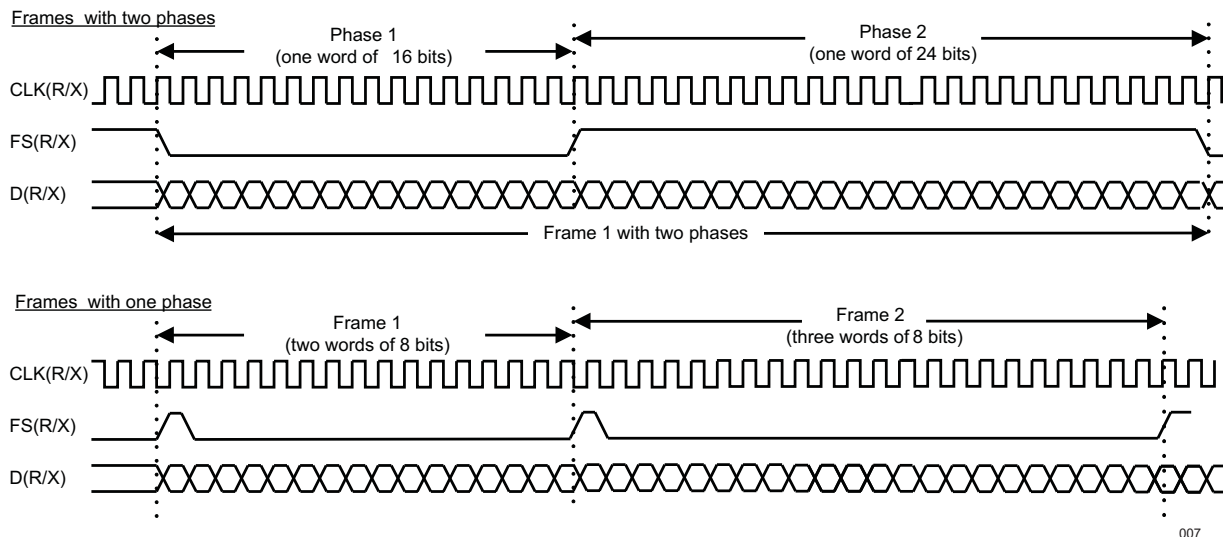 Frames with two phases
Phase 1
(one word of 16 bits)
Phase 2
(one word of 24 bits)
CLK(R/X)
FS(R/X)
D(R/X)
Frame 1 with two phases
Frames with one phase
Frame 1
(two words of 8 bits)
Frame 2
(three words of 8 bits)
CLK(R/X)
FS(R/X)
D(R/X)
007